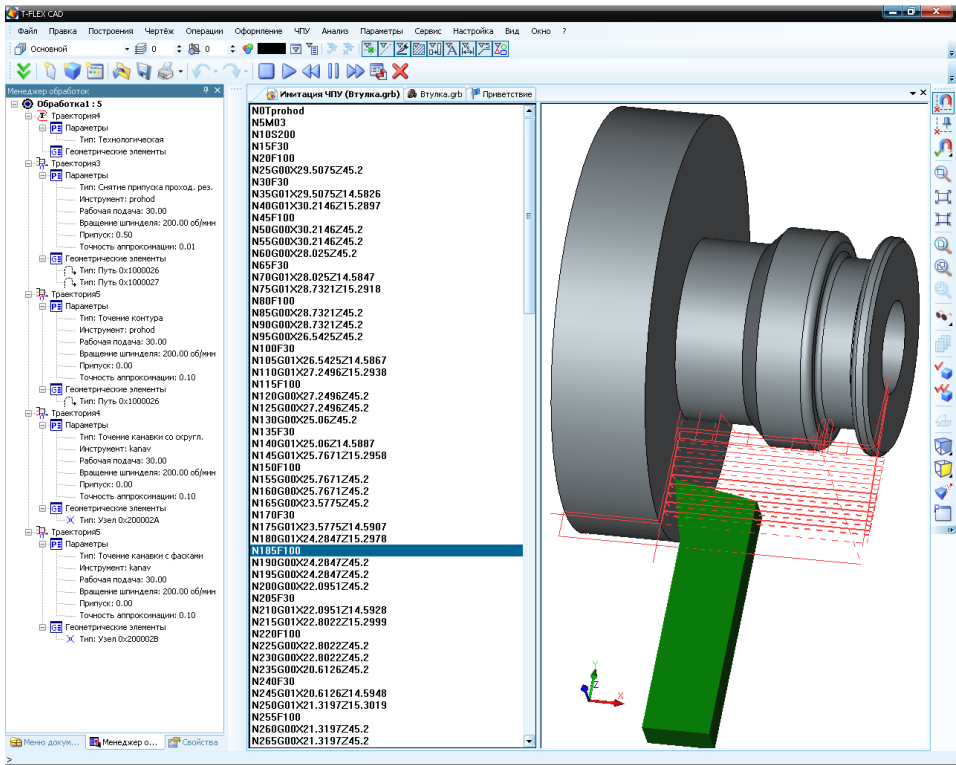 T-FLEX CAD
Файл Правка Построения Чертёж Операции Оформление ЧПУ Анализ Параметры Сервис Настройка Вид Окно ?
Основной 0 0
Менеджер обработок
Имитация ЧПУ (Втулка.grb) Втулка.grb Приветствие
Обработка1 : 5
Траектория4
Параметры
Тип: Технологическая
Геометрические элементы
Траектория3
Параметры
Тип: Снятие припуска проход. рез.
Инструмент: prohod
Рабочая подача: 30.00
Вращение шпинделя: 200.00 об/мин
Припуск: 0.50
Точность аппроксимации: 0.01
Геометрические элементы
Тип: Путь 0x1000026
Тип: Путь 0x1000027
Траектория5
Параметры
Тип: Точение контура
Инструмент: prohod
Рабочая подача: 30.00
Вращение шпинделя: 200.00 об/мин
Припуск: 0.00
Точность аппроксимации: 0.10
Геометрические элементы
Тип: Путь 0x1000026
Траектория4
Параметры
Тип: Точение канавки со скругл.
Инструмент: kanav
Рабочая подача: 30.00
Вращение шпинделя: 200.00 об/мин
Припуск: 0.00
Точность аппроксимации: 0.10
Геометрические элементы
Тип: Узел 0x200002A
Траектория5
Параметры
Тип: Точение канавки с фасками
Инструмент: kanav
Рабочая подача: 30.00
Вращение шпинделя: 200.00 об/мин
Припуск: 0.00
Точность аппроксимации: 0.10
Геометрические элементы
Тип: Узел 0x200002B
Меню докум... Менеджер о... Свойства
N0Tprohod
N5M03
N10S200
N15F30
N20F100
N25G00X29.5075Z45.2
N30F30
N35G01X29.5075Z14.5826
N40G01X30.2146Z15.2897
N45F100
N50G00X30.2146Z45.2
N55G00X30.2146Z45.2
N60G00X28.025Z45.2
N65F30
N70G01X28.025Z14.5847
N75G01X28.7321Z15.2918
N80F100
N85G00X28.7321Z45.2
N90G00X28.7321Z45.2
N95G00X26.5425Z45.2
N100F30
N105G01X26.5425Z14.5867
N110G01X27.2496Z15.2938
N115F100
N120G00X27.2496Z45.2
N125G00X27.2496Z45.2
N130G00X25.06Z45.2
N135F30
N140G01X25.06Z14.5887
N145G01X25.7671Z15.2958
N150F100
N155G00X25.7671Z45.2
N160G00X25.7671Z45.2
N165G00X23.5775Z45.2
N170F30
N175G01X23.5775Z14.5907
N180G01X24.2847Z15.2978
N185F100
N190G00X24.2847Z45.2
N195G00X24.2847Z45.2
N200G00X22.0951Z45.2
N205F30
N210G01X22.0951Z14.5928
N215G01X22.8022Z15.2999
N220F100
N225G00X22.8022Z45.2
N230G00X22.8022Z45.2
N235G00X20.6126Z45.2
N240F30
N245G01X20.6126Z14.5948
N250G01X21.3197Z15.3019
N255F100
N260G00X21.3197Z45.2
N265G00X21.3197Z45.2
Y
Z
X
>